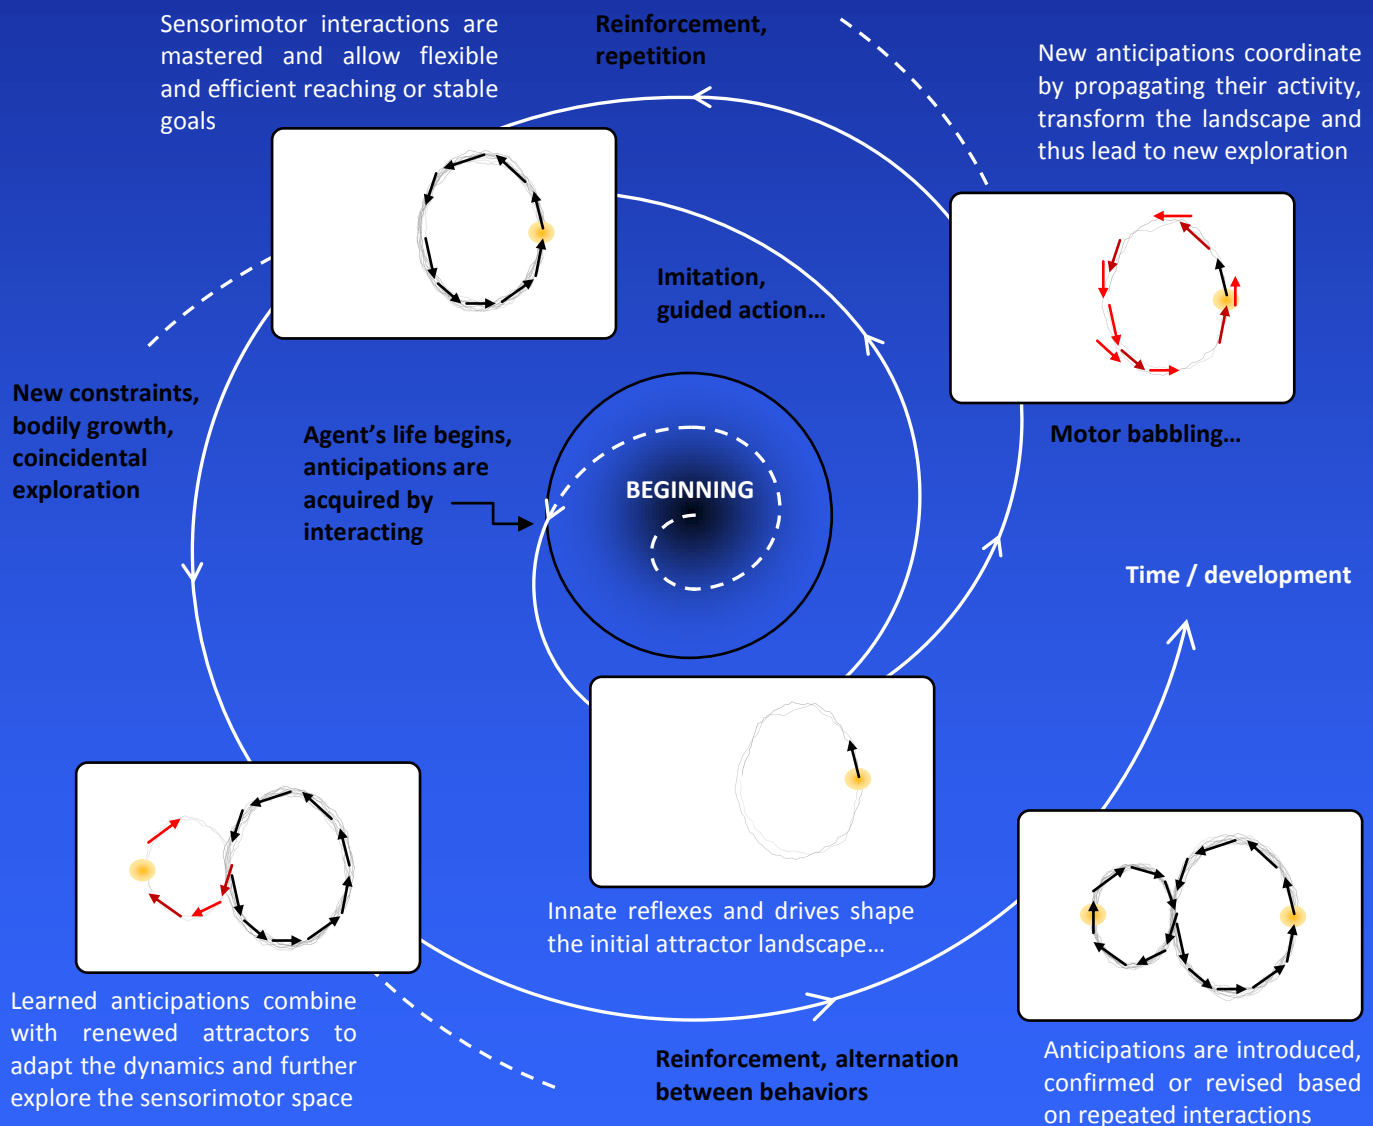 Sensorimotor interactions are
mastered and allow flexible
and efficient reaching or stable
goals
Reinforcement,
repetition
New anticipations coordinate
by propagating their activity,
transform the landscape and
thus lead to new exploration
Imitation,
guided action…
New constraints,
bodily growth,
coincidental
exploration
Agent’s life begins,
anticipations are
acquired by
interacting
BEGINNING
Motor babbling…
Time / development
Innate reflexes and drives shape
the initial attractor landscape…
Learned anticipations combine
with renewed attractors to
adapt the dynamics and further
explore the sensorimotor space
Reinforcement, alternation
between behaviors
Anticipations are introduced,
confirmed or revised based
on repeated interactions